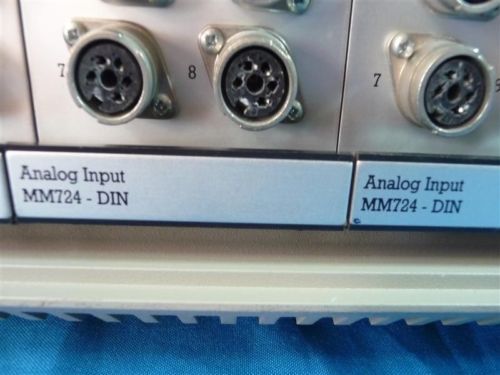 7
8
7
Analog Input
MM724 - DIN
Analog Input
MM724 - DIN